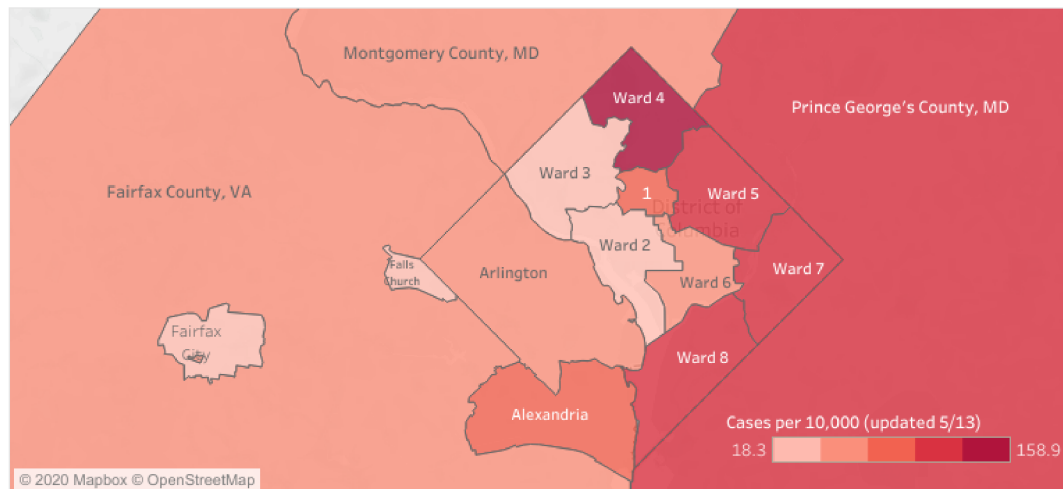 Montgomery County, MD
Ward 4
Prince George's County, MD
Ward 3
Fairfax County, VA
1
Ward 5
District of
Columbia
Ward 2
Falls
Church
Arlington
Ward 7
Ward 6
Fairfax
City
Ward 8
Alexandria
Cases per 10,000 (updated 5/13)
18.3
158.9
© 2020 Mapbox © OpenStreetMap